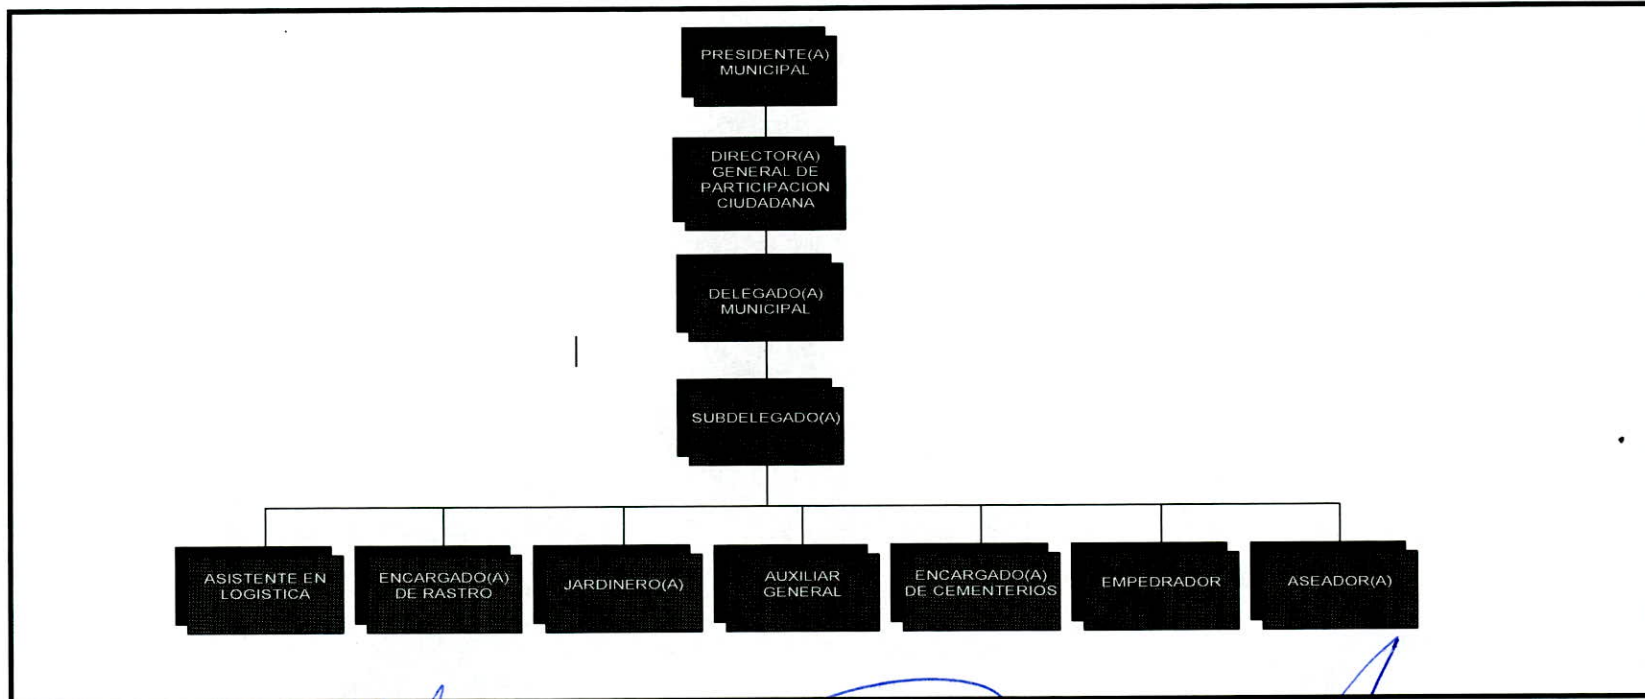 PRESIDENTE(A)
MUNICIPAL
DIRECTOR(A)
GENERAL DE
PARTICIPACION
CIUDADANA
DELEGADO(A)
MUNICIPAL
SUBDELEGADO(A)
ASISTENTE EN
LOGISTICA
ENCARGADO(A)
DE RASTRO
JARDINERO(A)
AUXILIAR
GENERAL
ENCARGADO(A)
DE CEMENTERIOS
EMPEDRADOR
ASEADOR(A)